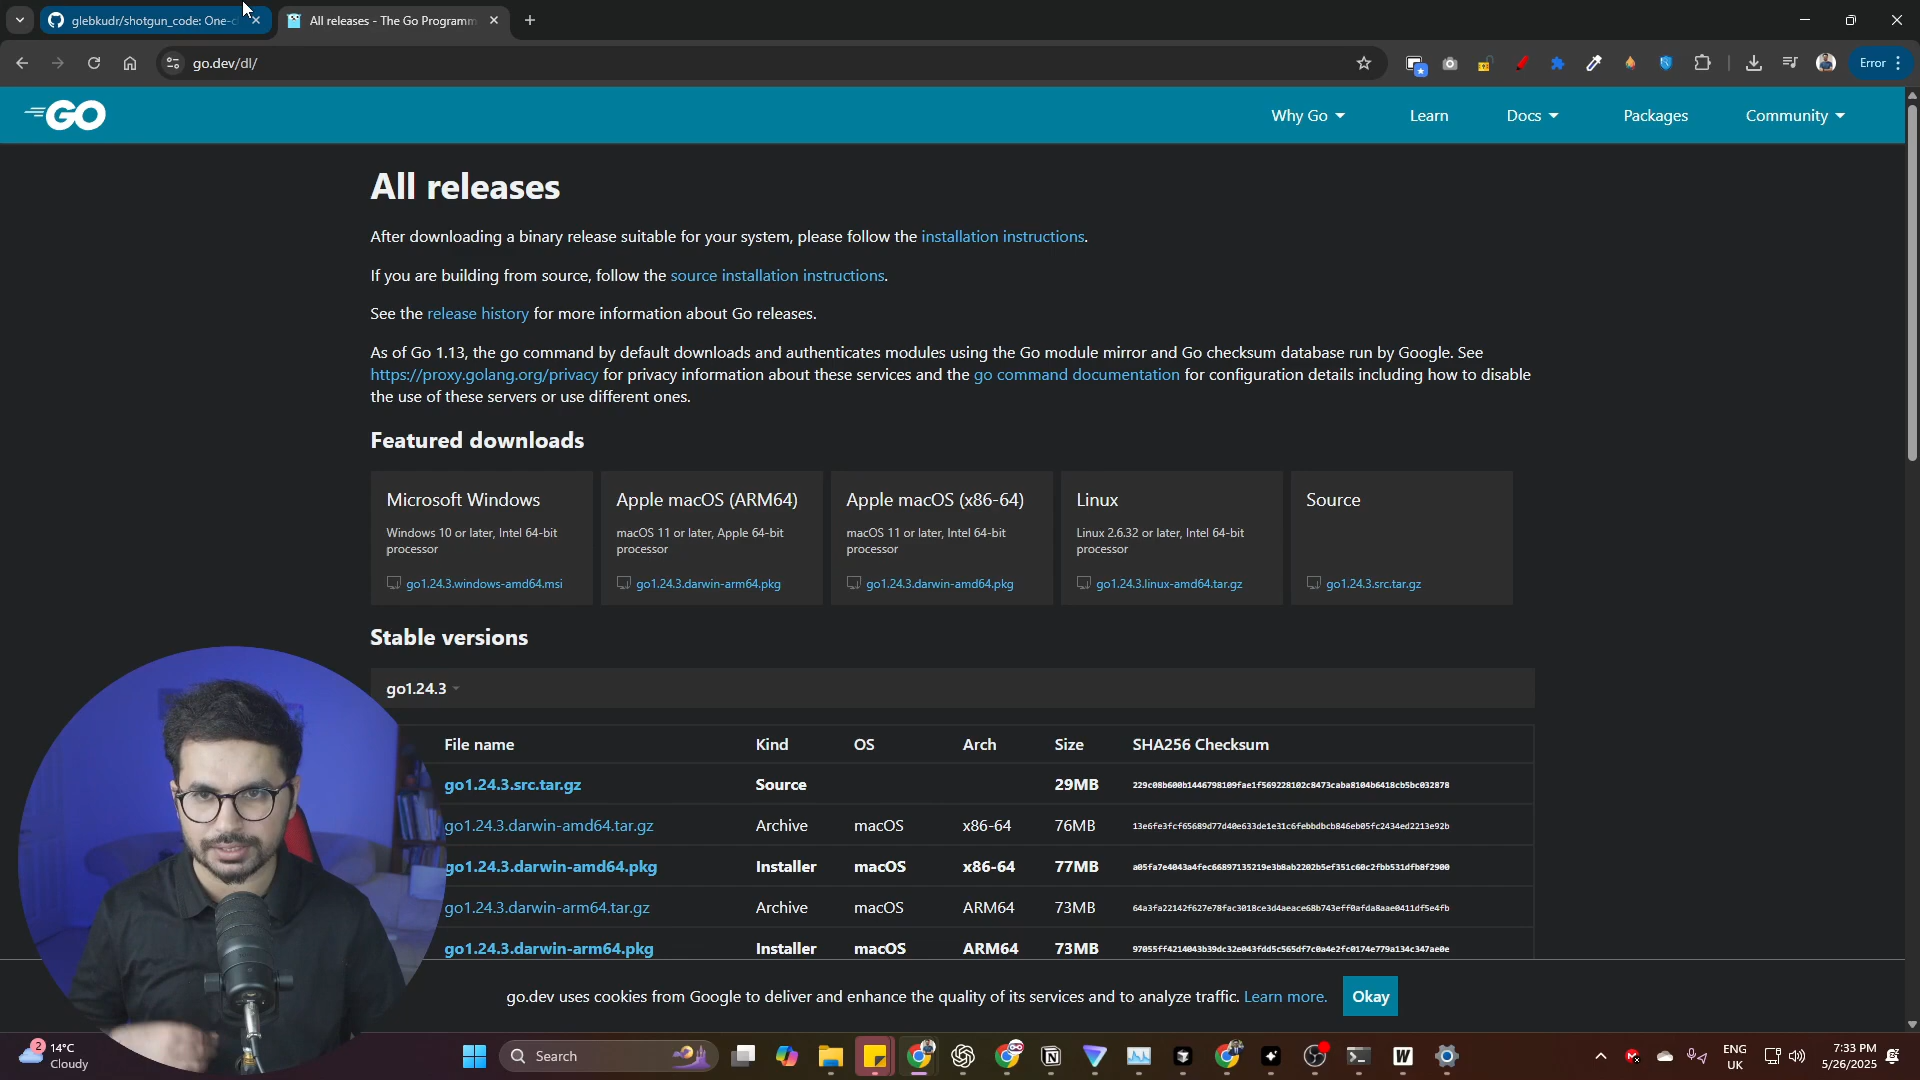 glebkudr/shotgun_code: One-c
All releases - The Go Programm
go.dev/dl/
Error
GO
Why Go
Learn
Docs
Packages
Community
All releases
After downloading a binary release suitable for your system, please follow the installation instructions.
If you are building from source, follow the source installation instructions.
See the release history for more information about Go releases.
As of Go 1.13, the go command by default downloads and authenticates modules using the Go module mirror and Go checksum database run by Google. See
https://proxy.golang.org/privacy for privacy information about these services and the go command documentation for configuration details including how to disable
the use of these servers or use different ones.
Featured downloads
Microsoft Windows
Windows 10 or later, Intel 64-bit
processor
go1.24.3.windows-amd64.msi
Apple macOS (ARM64)
macOS 11 or later, Apple 64-bit
processor
go1.24.3.darwin-arm64.pkg
Apple macOS (x86-64)
macOS 11 or later, Intel 64-bit
processor
go1.24.3.darwin-amd64.pkg
Linux
Linux 2.6.32 or later, Intel 64-bit
processor
go1.24.3.linux-amd64.tar.gz
Source
go1.24.3.src.tar.gz
Stable versions
go1.24.3
File name Kind OS Arch Size SHA256 Checksum
go1.24.3.src.tar.gz Source 29MB 229c08b600b1446798109fae1f569228102c8473caba8104b6418cb5bc032878
go1.24.3.darwin-amd64.tar.gz Archive macOS x86-64 76MB 13e6fe3fcf65689d77d40e633de1e31c6febbdbcb846eb05fc2434ed2213e92b
go1.24.3.darwin-amd64.pkg Installer macOS x86-64 77MB a05fa7e4043a4fec66897135219e3b8ab2202b5ef351c60c2fbb531dfb8f2900
go1.24.3.darwin-arm64.tar.gz Archive macOS ARM64 73MB 64a3fa22142f627e78fac3018ce3d4aeace68b743eff0afda8aae0411df5e4fb
go1.24.3.darwin-arm64.pkg Installer macOS ARM64 73MB 97055ff4214043b39dc32e043fdd5c565df7c0a4e2fc0174e779a134c347ae0e
go.dev uses cookies from Google to deliver and enhance the quality of its services and to analyze traffic. Learn more.
Okay
2
14°C
Cloudy
Search
ENG
UK
7:33 PM
5/26/2025